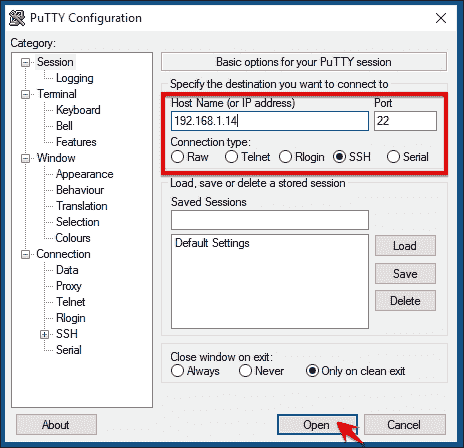 PuTTY Configuration
Category:
Session
Logging
Terminal
Keyboard
Bell
Features
Window
Appearance
Behaviour
Translation
Selection
Colours
Connection
Data
Proxy
Telnet
Rlogin
SSH
Serial
Basic options for your PuTTY session
Specify the destination you want to connect to
Host Name (or IP address) Port
192.168.1.14 22
Connection type:
Raw Telnet Rlogin SSH Serial
Load, save or delete a stored session
Saved Sessions
Default Settings
Load
Save
Delete
Close window on exit:
Always Never Only on clean exit
About Open Cancel